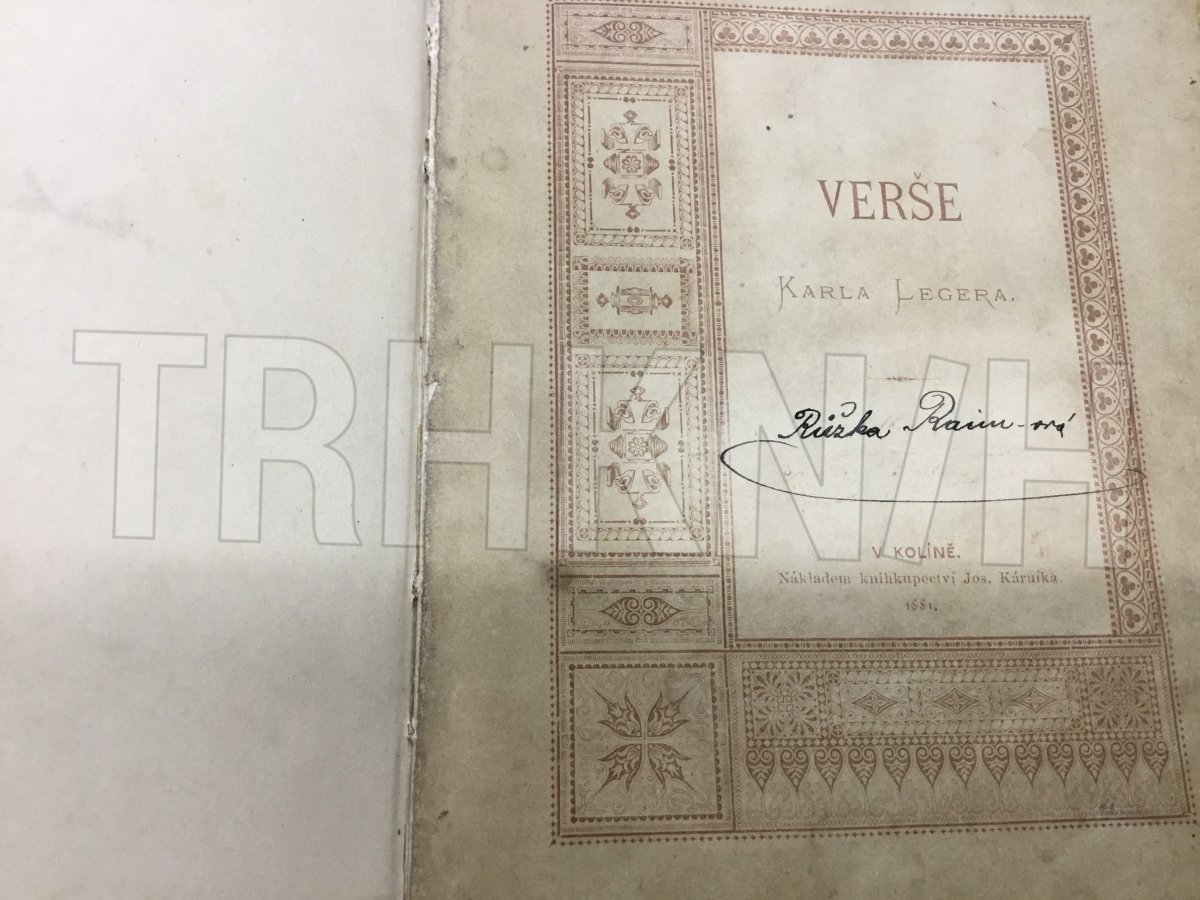 VERŠE
KARLA LEGERA.
Růžka Raim-ová
V KOLÍNĚ.
Nákladem knihkupectví Jos. Kárníka
1881.
TRHKNIH